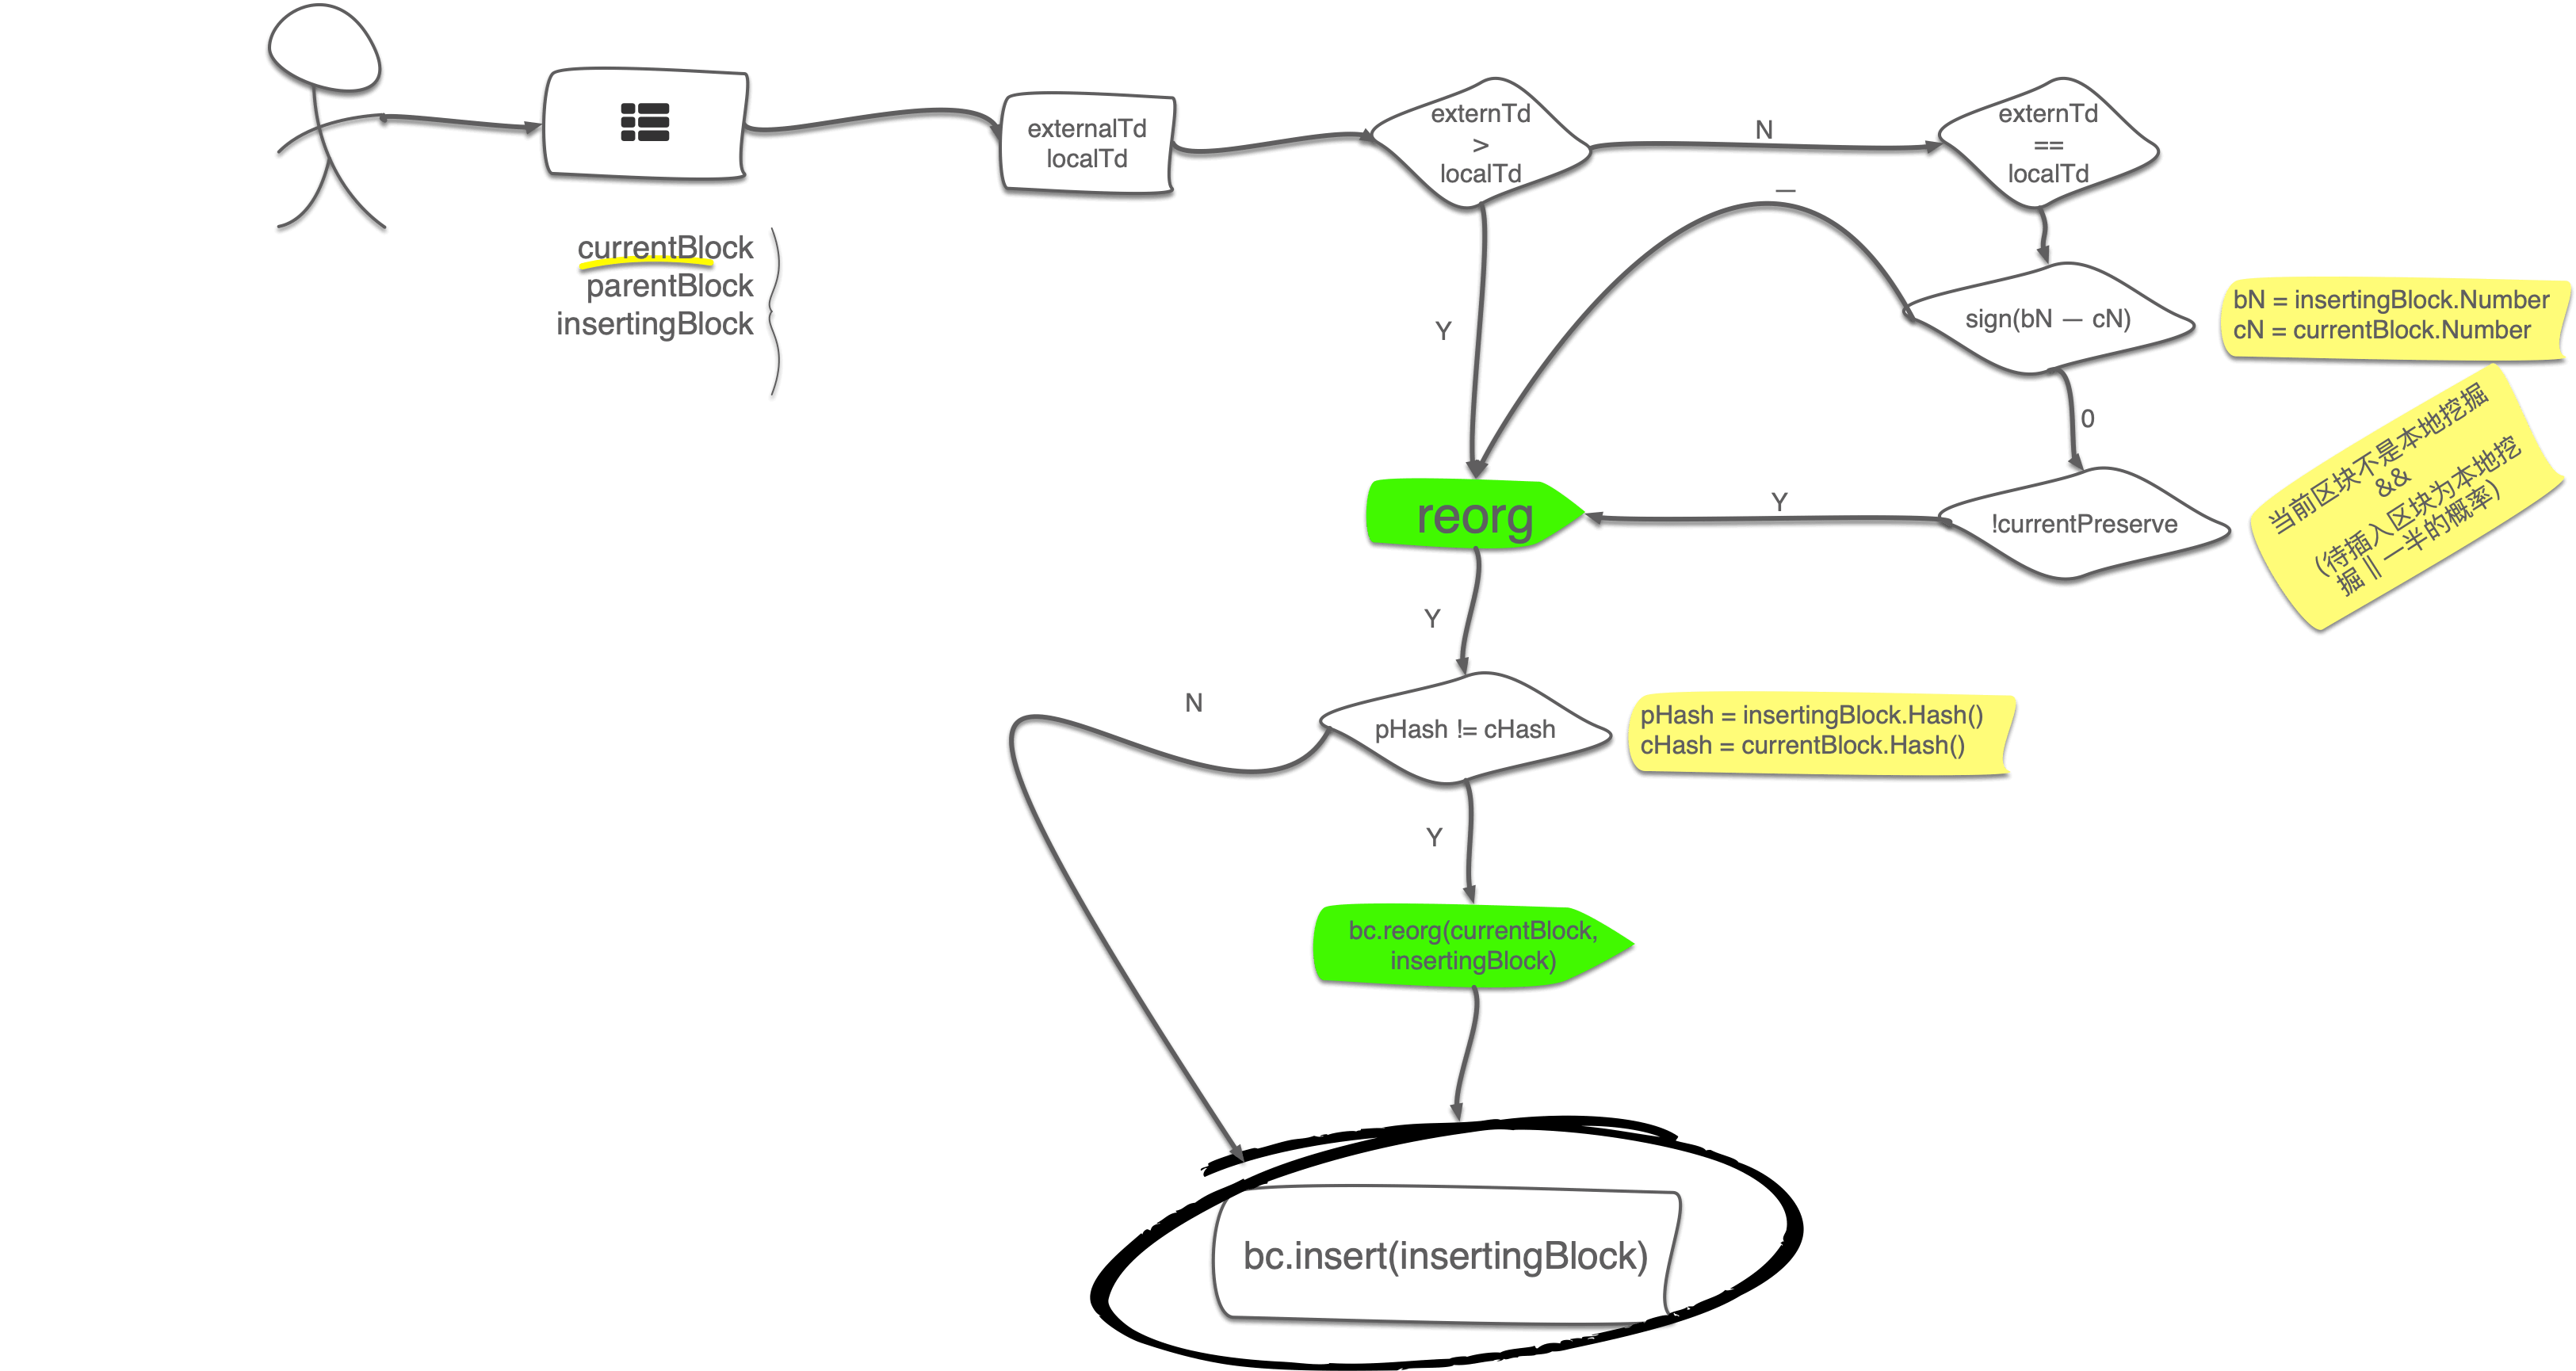 currentBlock
parentBlock
insertingBlock
externalTd
localTd
externTd
>
localTd
N
externTd
==
localTd
—
sign(bN — cN)
bN = insertingBlock.Number
cN = currentBlock.Number
Y
0
reorg
Y
!currentPreserve
当前区块不是本地挖掘
&&
(待插入区块为本地挖
掘 || 一半的概率)
Y
N
pHash != cHash
pHash = insertingBlock.Hash()
cHash = currentBlock.Hash()
Y
bc.reorg(currentBlock,
insertingBlock)
bc.insert(insertingBlock)